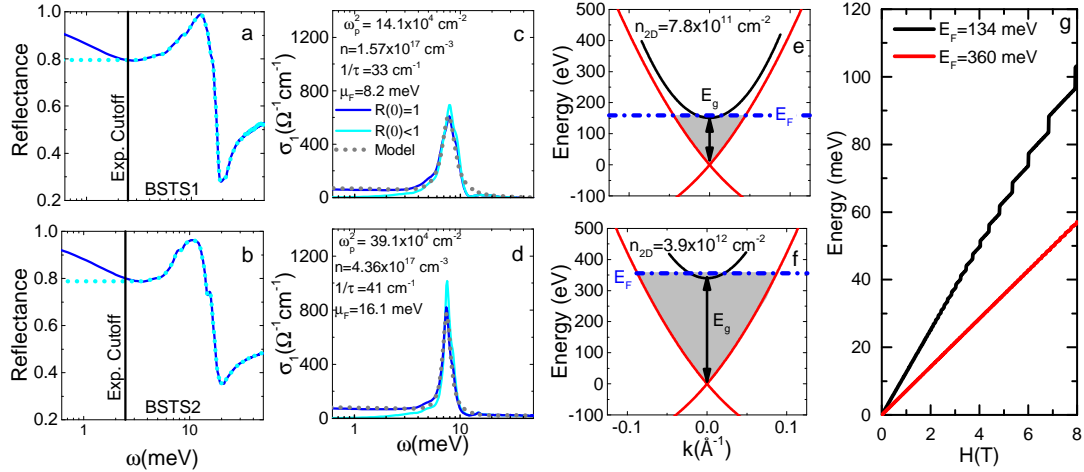 a
Reflectance
1.0
0.8
0.6
0.4
0.2
Exp. Cutoff
BSTS1
b
Reflectance
1.0
0.8
0.6
0.4
0.2
Exp. Cutoff
BSTS2
1
10
ω(meV)
c
ωp²=14.1x10⁴ cm⁻²
n=1.57x10¹⁷ cm⁻³
1/τ=33 cm⁻¹
μF=8.2 meV
R(0)=1
R(0)<1
Model
σ₁(Ω⁻¹cm⁻¹)
1200
800
400
0
d
ωp²=39.1x10⁴ cm⁻²
n=4.36x10¹⁷ cm⁻³
1/τ=41 cm⁻¹
μF=16.1 meV
σ₁(Ω⁻¹cm⁻¹)
1200
800
400
0
1
10
ω(meV)
n2D=7.8x10¹¹ cm⁻²
e
Eg
EF
Energy (eV)
500
400
300
200
100
0
-100
n2D=3.9x10¹² cm⁻²
f
EF
Eg
Energy (eV)
500
400
300
200
100
0
-100
-0.1
0.0
0.1
k(Å⁻¹)
g
EF=134 meV
EF=360 meV
Energy (meV)
120
100
80
60
40
20
0
0
2
4
6
8
H(T)